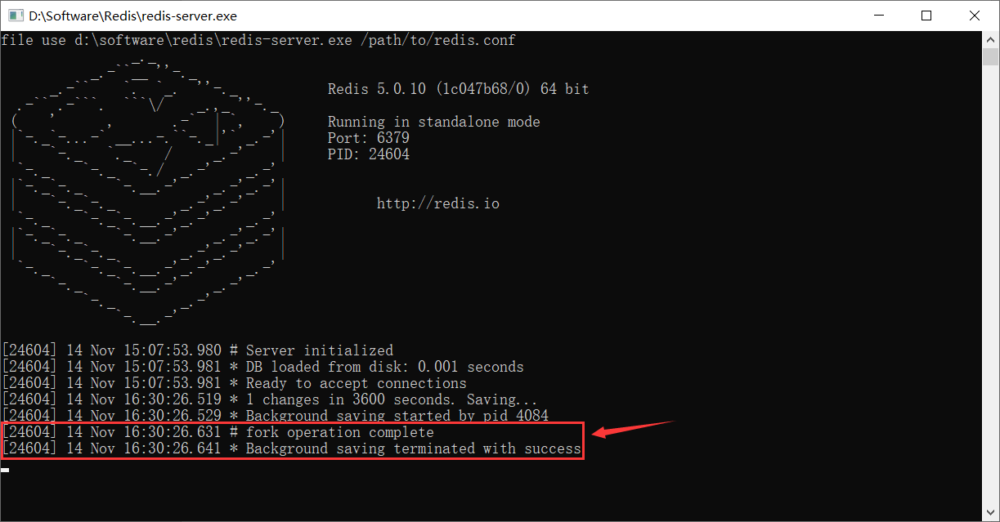 D:\Software\Redis\redis-server.exe
file use d:\software\redis\redis-server.exe /path/to/redis.conf
Redis 5.0.10 (1c047b68/0) 64 bit
Running in standalone mode
Port: 6379
PID: 24604
http://redis.io
[24604] 14 Nov 15:07:53.980 # Server initialized
[24604] 14 Nov 15:07:53.981 * DB loaded from disk: 0.001 seconds
[24604] 14 Nov 15:07:53.981 * Ready to accept connections
[24604] 14 Nov 16:30:26.519 * 1 changes in 3600 seconds. Saving...
[24604] 14 Nov 16:30:26.529 * Background saving started by pid 4084
[24604] 14 Nov 16:30:26.631 # fork operation complete
[24604] 14 Nov 16:30:26.641 * Background saving terminated with success